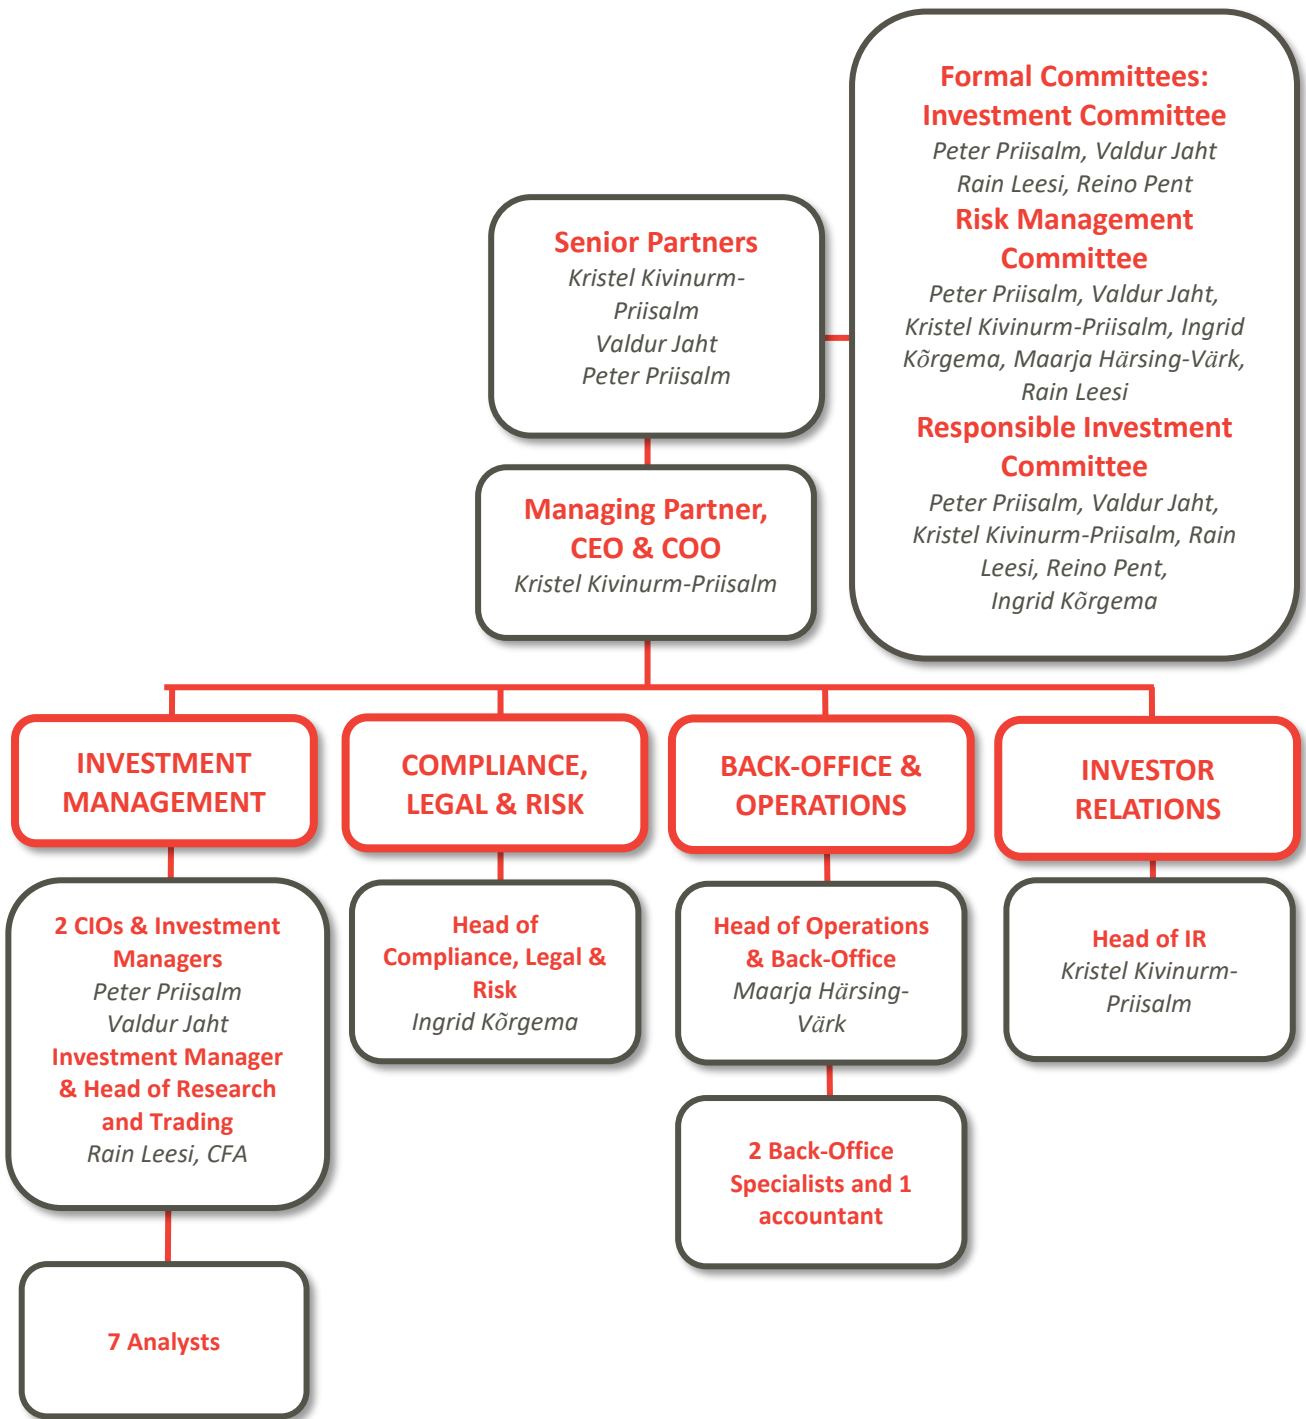 Formal Committees:
Investment Committee
Peter Priisalm, Valdur Jaht
Rain Leesi, Reino Pent
Risk Management
Committee
Peter Priisalm, Valdur Jaht,
Kristel Kivinurm-Priisalm, Ingrid
Kõrgema, Maarja Härsing-Värk,
Rain Leesi
Responsible Investment
Committee
Peter Priisalm, Valdur Jaht,
Kristel Kivinurm-Priisalm, Rain
Leesi, Reino Pent,
Ingrid Kõrgema
Senior Partners
Kristel Kivinurm-
Priisalm
Valdur Jaht
Peter Priisalm
Managing Partner,
CEO & COO
Kristel Kivinurm-Priisalm
INVESTMENT
MANAGEMENT
COMPLIANCE,
LEGAL & RISK
BACK-OFFICE &
OPERATIONS
INVESTOR
RELATIONS
2 CIOs & Investment
Managers
Peter Priisalm
Valdur Jaht
Investment Manager
& Head of Research
and Trading
Rain Leesi, CFA
Head of
Compliance, Legal &
Risk
Ingrid Kõrgema
Head of Operations
& Back-Office
Maarja Härsing-
Värk
Head of IR
Kristel Kivinurm-
Priisalm
2 Back-Office
Specialists and 1
accountant
7 Analysts